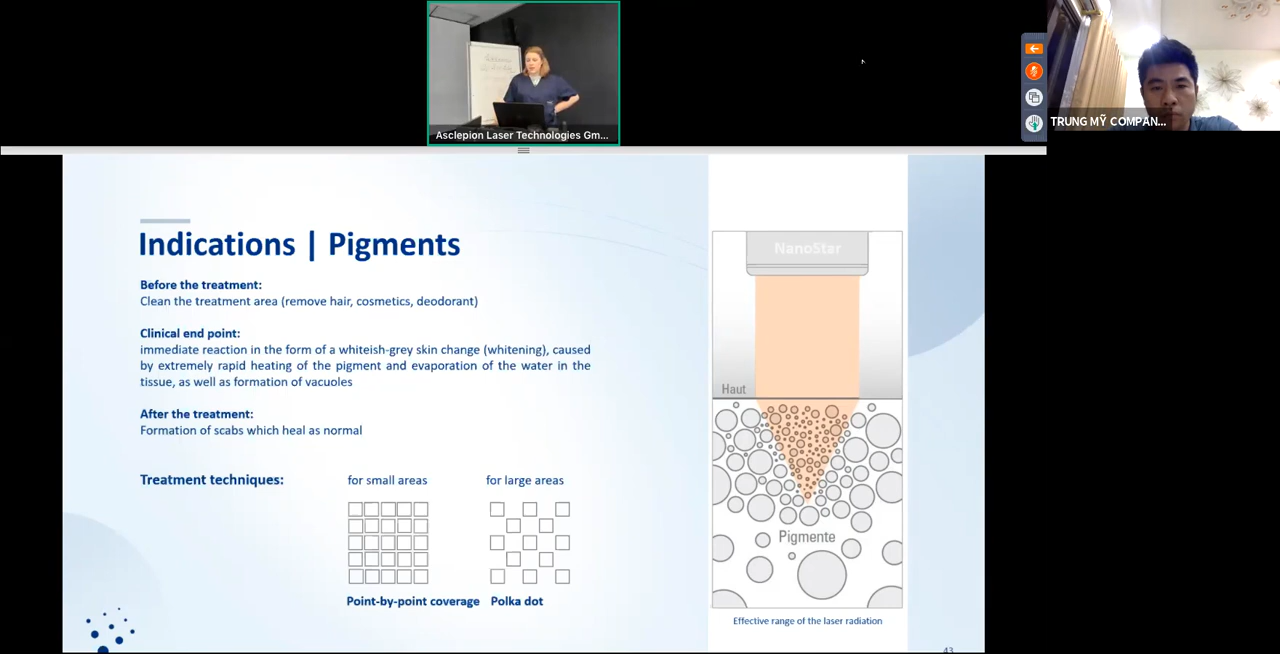 Asclepion Laser Technologies Gm...
TRUNG MỸ COMPAN...
Indications | Pigments
Before the treatment:
Clean the treatment area (remove hair, cosmetics, deodorant)
Clinical end point:
immediate reaction in the form of a whiteish-grey skin change (whitening), caused
by extremely rapid heating of the pigment and evaporation of the water in the
tissue, as well as formation of vacuoles
After the treatment:
Formation of scabs which heal as normal
Treatment techniques:
for small areas
for large areas
Point-by-point coverage
Polka dot
NanoStar
Haut
Pigmente
Effective range of the laser radiation
43